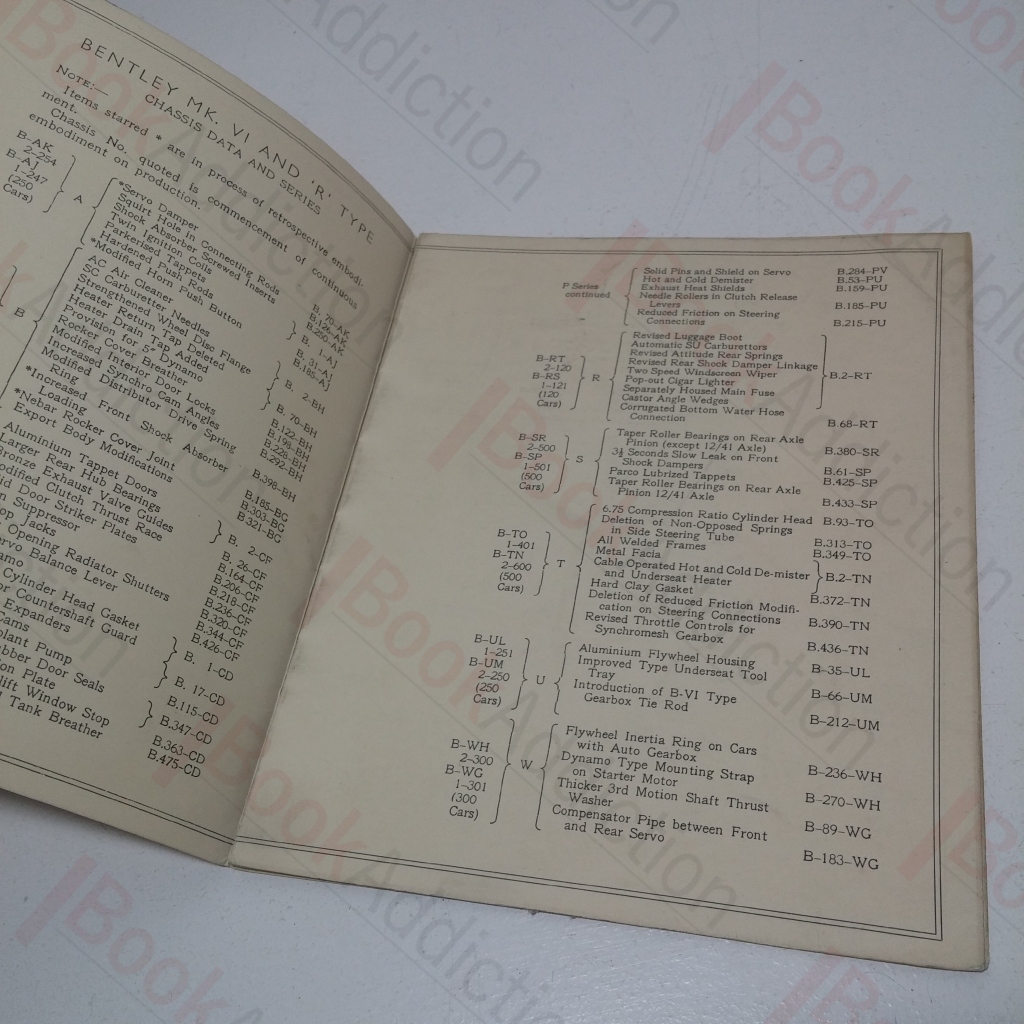 BENTLEY MK. VI AND 'R' TYPE
CHASSIS DATA AND SERIES
NOTE:—
Items starred * are in process of retrospective embodi-
ment.
Chassis No. quoted is commencement of continuous
embodiment on production.
B-AK
2-254
B-AJ
1-247
(250
Cars)
A
*Servo Damper
Squirt Hole in Connecting Rods
Shock Absorber Screwed Inserts
Twin Ignition Coils
Parkerised Tappets
Hardened Push Rods
*Modified Horn Push Button
B. 70-AK
B.126-AK
B.250-AK
B. 1-AJ
B. 51-AJ
B.185-AJ
B
AC Air Cleaner
SC Carburetter Needles
Strengthened Wheel Disc Flange
Heater Return Tap Deleted
Heater Drain Tap Added
Provision for 5" Dynamo
Rocker Cover Breather
Modified Interior Door Locks
Increased Synchro Cam Angles
Modified Distributor Drive Spring
Ring
*Increased Front Shock Absorber
Loading
*Nebar Rocker Cover Joint
Export Body Modifications
B. 2-BH
B. 70-BH
B.122-BH
B.198-BH
B.228-BH
B.292-BH
B.398-BH
B.185-BG
B.303-BG
B.321-BG
Aluminium Tappet Doors
Larger Rear Hub Bearings
Bronze Exhaust Valve Guides
Modified Clutch Thrust Race
Door Striker Plates
Suppressor
Jacks
Opening Radiator Shutters
Servo Balance Lever
Cylinder Head Gasket
Countershaft Guard
Expanders
B. 2-CF
B. 26-CF
B.164-CF
B.206-CF
B.218-CF
B.236-CF
B.320-CF
B.344-CF
B.426-CF
Pump
Door Seals
Plate
Window Stop
Tank Breather
B. 1-CD
B. 17-CD
B.115-CD
B.347-CD
B.363-CD
B.475-CD
P Series
continued
Solid Pins and Shield on Servo B.284-PV
Hot and Cold Demister B.53-PU
Exhaust Heat Shields B.159-PU
Needle Rollers in Clutch Release
Levers B.185-PU
Reduced Friction on Steering
Connections B.215-PU
B-RT
2-120
B-RS
1-121
(120
Cars)
R
Revised Luggage Boot
Automatic SU Carburettors
Revised Attitude Rear Springs
Revised Rear Shock Damper Linkage
Two Speed Windscreen Wiper
Pop-out Cigar Lighter
Separately Housed Main Fuse
Castor Angle Wedges
B.2-RT
Corrugated Bottom Water Hose
Connection B.68-RT
B-SR
2-500
B-SP
1-501
(500
Cars)
S
Taper Roller Bearings on Rear Axle
Pinion (except 12/41 Axle) B.380-SR
3½ Seconds Slow Leak on Front
Shock Dampers B.61-SP
Parco Lubrized Tappets B.425-SP
Taper Roller Bearings on Rear Axle
Pinion 12/41 Axle B.433-SP
B-TO
1-401
B-TN
2-600
(500
Cars)
T
6.75 Compression Ratio Cylinder Head B.93-TO
Deletion of Non-Opposed Springs
in Side Steering Tube B.313-TO
All Welded Frames B.349-TO
Metal Facia
Cable Operated Hot and Cold De-mister
and Underseat Heater
B.2-TN
Hard Clay Gasket B.372-TN
Deletion of Reduced Friction Modifi-
cation on Steering Connections B.390-TN
Revised Throttle Controls for
Synchromesh Gearbox B.436-TN
B-UL
1-251
B-UM
2-250
(250
Cars)
U
Aluminium Flywheel Housing B-35-UL
Improved Type Underseat Tool
Tray B-66-UM
Introduction of B-VI Type
Gearbox Tie Rod B-212-UM
B-WH
2-300
B-WG
1-301
(300
Cars)
W
Flywheel Inertia Ring on Cars
with Auto Gearbox B-236-WH
Dynamo Type Mounting Strap
on Starter Motor B-270-WH
Thicker 3rd Motion Shaft Thrust
Washer B-89-WG
Compensator Pipe between Front
and Rear Servo B-183-WG
BookAddiction